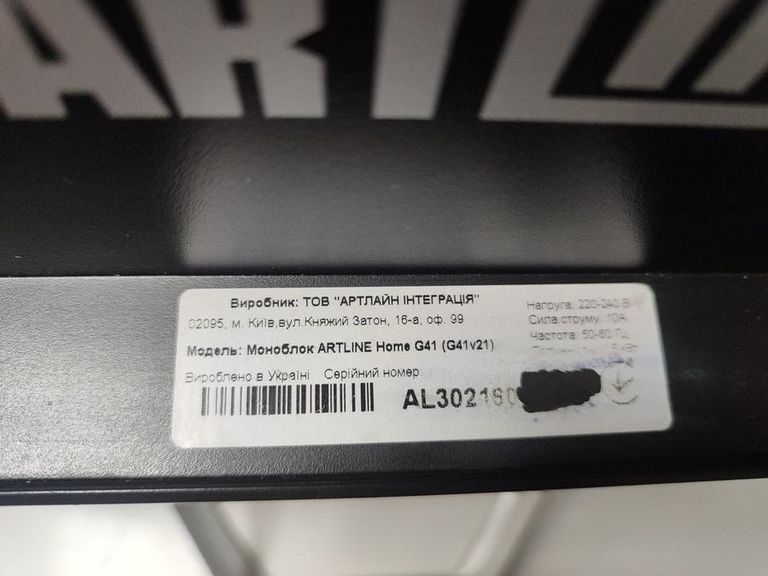 ARTLIN
Виробник: ТОВ "АРТЛАЙН ІНТЕГРАЦІЯ"
02095, м. Київ,вул.Княжий Затон, 16-а, оф. 99
Модель: Моноблок ARTLINE Home G41 (G41v21)
Вироблено в Україні Серійний номер
AL302160
Напруга: 220-240 В
Сила струму: 10А
Частота: 50-60 Гц